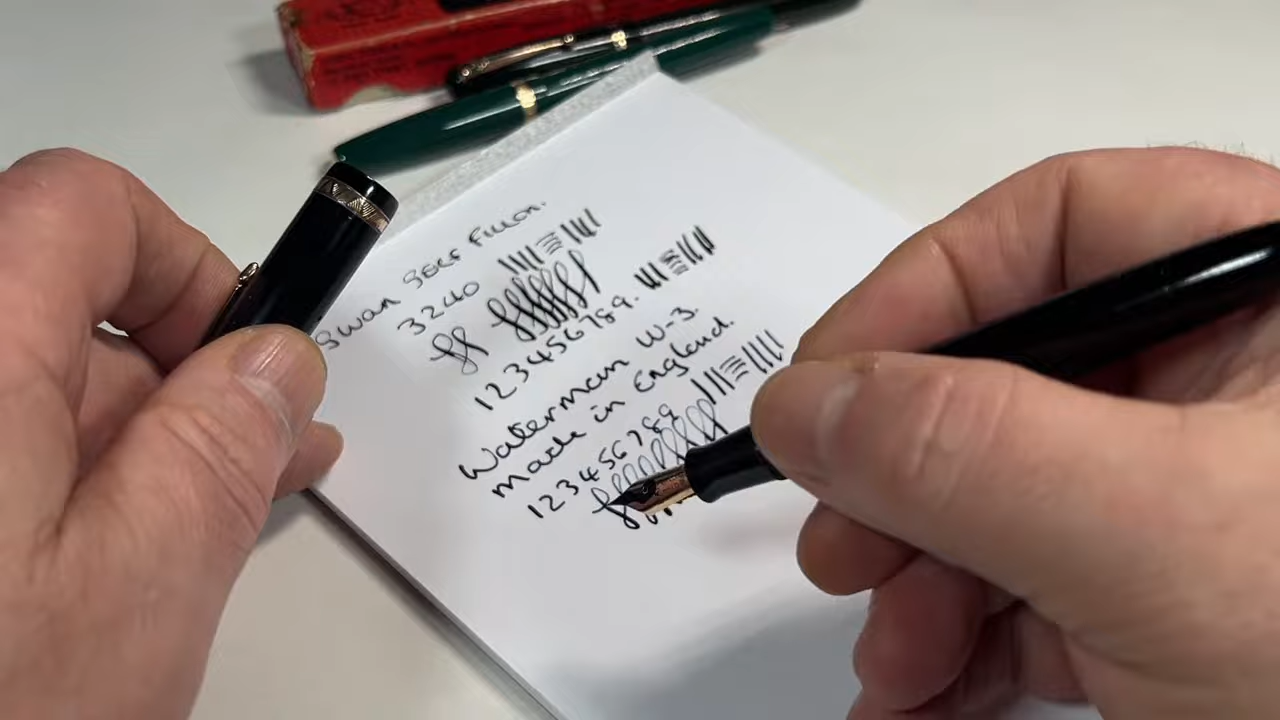 Swan Self Filler.
3240
123456789.
Waterman W-3.
made in England.
123456789